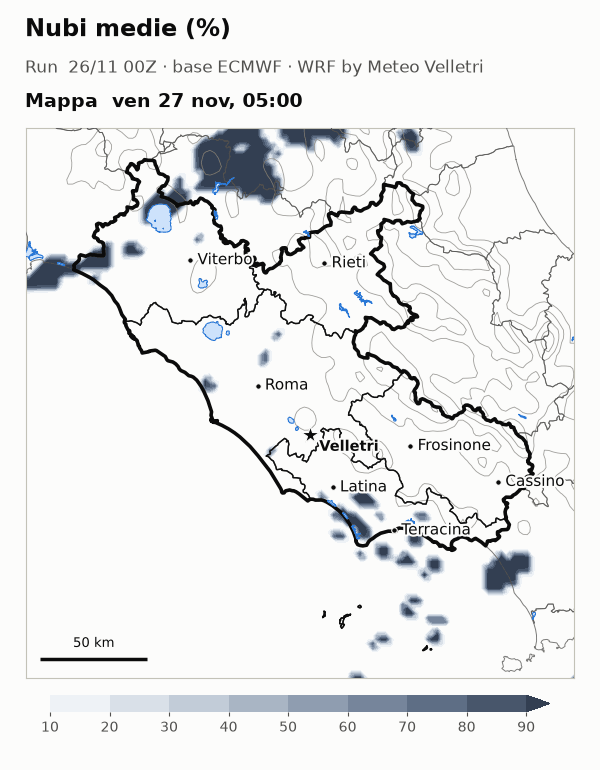 Nubi medie (%)
Run  26/11 00Z · base ECMWF · WRF by Meteo Velletri
Mappa  ven 27 nov, 05:00
Viterbo
Rieti
Roma
Velletri
Frosinone
Cassino
Latina
Terracina
50 km
10 20 30 40 50 60 70 80 90